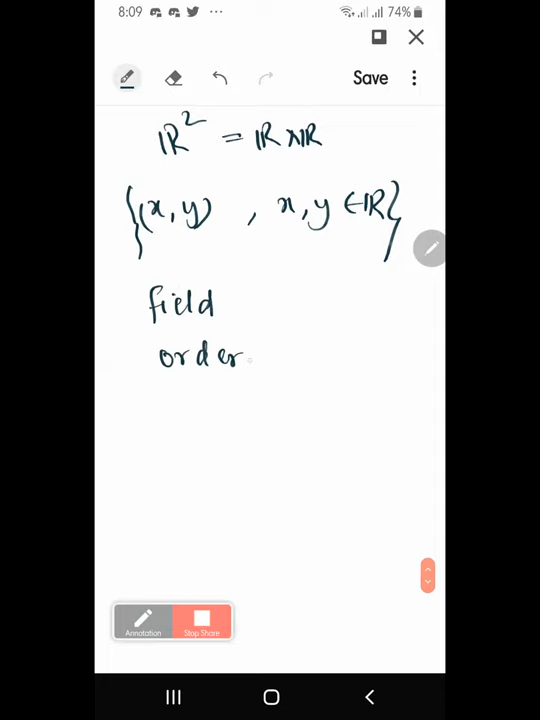 8:09 ... 74%
Save
ℝ² = ℝ×ℝ
{(x, y) , x, y ∈ ℝ}
field
order
Annotation
Stop Share